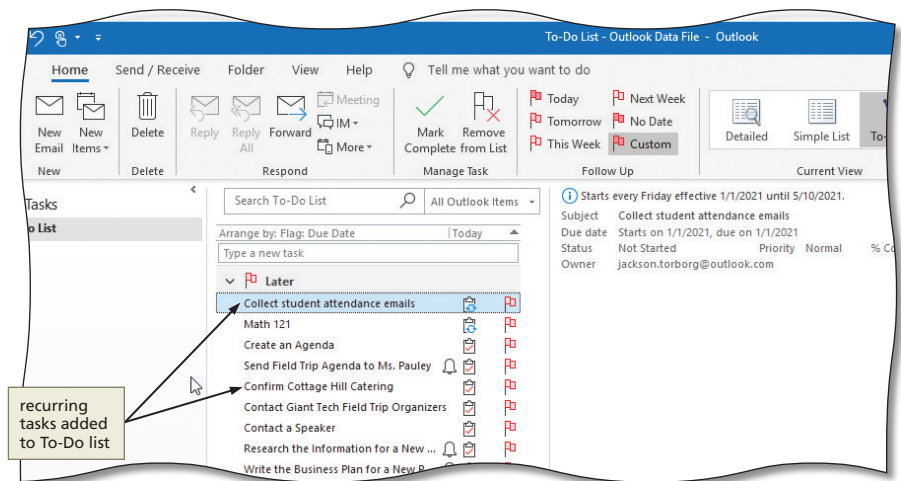 To-Do List - Outlook Data File - Outlook
Home Send / Receive Folder View Help Tell me what you want to do
New Email
New Items
Delete
Reply
Reply All
Forward
Meeting
IM
More
Mark Complete
Remove from List
Today
Tomorrow
This Week
Next Week
No Date
Custom
Detailed
Simple List
New
Delete
Respond
Manage Task
Follow Up
Current View
Tasks
List
Search To-Do List
All Outlook Items
Arrange by: Flag: Due Date
Today
Type a new task
Later
Collect student attendance emails
Math 121
Create an Agenda
Send Field Trip Agenda to Ms. Pauley
Confirm Cottage Hill Catering
Contact Giant Tech Field Trip Organizers
Contact a Speaker
Research the Information for a New ...
Write the Business Plan for a New
Starts every Friday effective 1/1/2021 until 5/10/2021.
Subject Collect student attendance emails
Due date Starts on 1/1/2021, due on 1/1/2021
Status Not Started Priority Normal %
Owner jackson.torborg@outlook.com
recurring
tasks added
to To-Do list